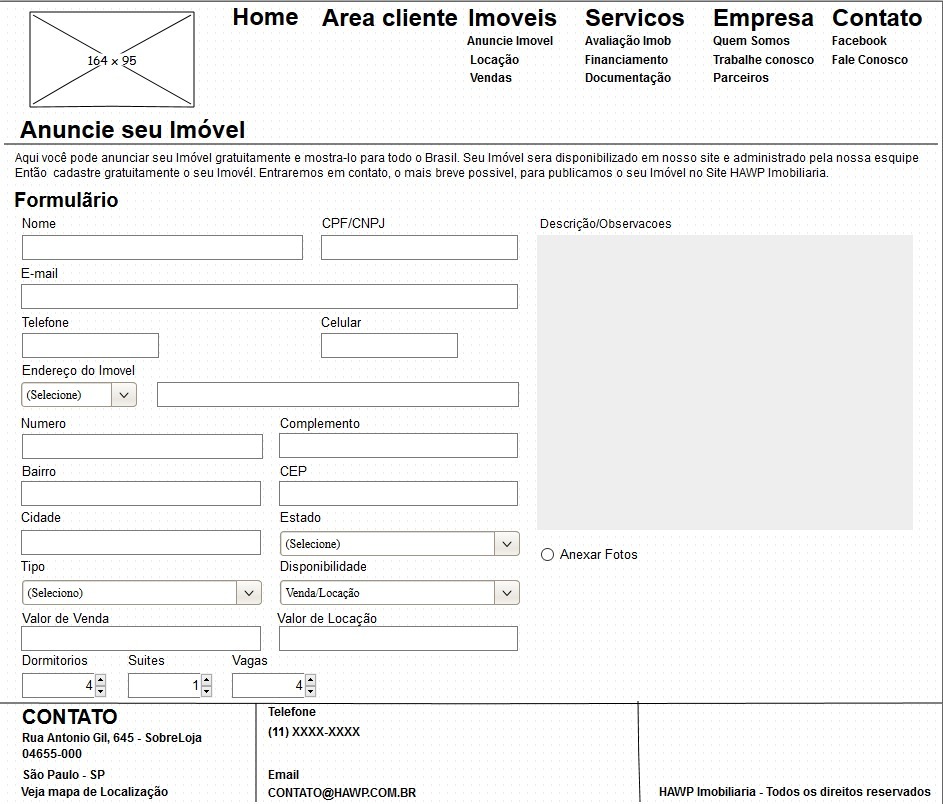 Home Area cliente Imoveis Servicos Empresa Contato
Anuncie Imovel Avaliação Imob Quem Somos Facebook
164 x 95 Locação Financiamento Trabalhe conosco Fale Conosco
Vendas Documentação Parceiros
Anuncie seu Imóvel
Aqui você pode anunciar seu Imóvel gratuitamente e mostra-lo para todo o Brasil. Seu Imóvel sera disponibilizado em nosso site e administrado pela nossa esquipe
Então cadastre gratuitamente o seu Imovél. Entraremos em contato, o mais breve possivel, para publicamos o seu Imóvel no Site HAWP Imobiliaria.
Formulãrio
Nome CPF/CNPJ Descrição/Observacoes
E-mail
Telefone Celular
Endereço do Imovel
(Selecione)
Numero Complemento
Bairro CEP
Cidade Estado
(Selecione)
Anexar Fotos
Tipo Disponibilidade
(Seleciono) Venda/Locação
Valor de Venda Valor de Locação
Dormitorios Suites Vagas
4 1 4
CONTATO Telefone
Rua Antonio Gil, 645 - SobreLoja (11) XXXX-XXXX
04655-000
São Paulo - SP Email
Veja mapa de Localização CONTATO@HAWP.COM.BR HAWP Imobiliaria - Todos os direitos reservados